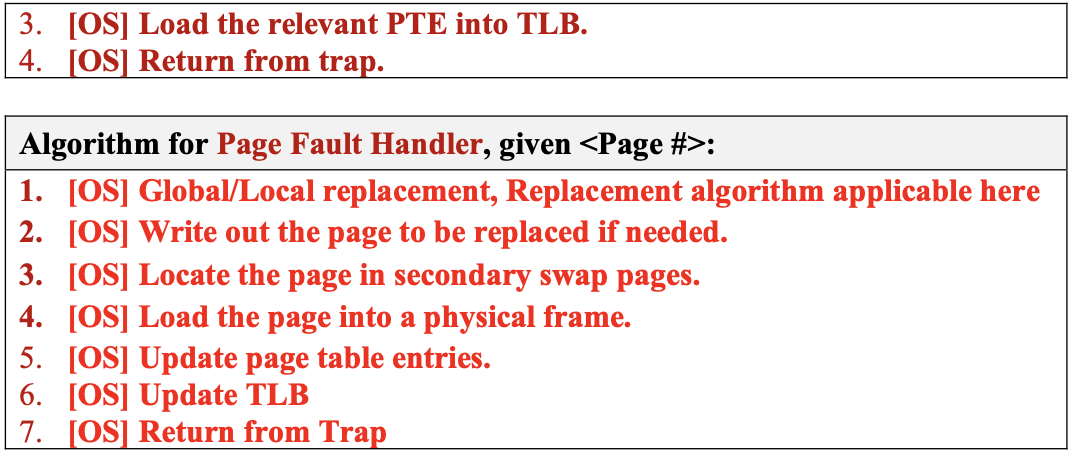 3. [OS] Load the relevant PTE into TLB.
4. [OS] Return from trap.
Algorithm for Page Fault Handler, given <Page #>:
1. [OS] Global/Local replacement, Replacement algorithm applicable here
2. [OS] Write out the page to be replaced if needed.
3. [OS] Locate the page in secondary swap pages.
4. [OS] Load the page into a physical frame.
5. [OS] Update page table entries.
6. [OS] Update TLB
7. [OS] Return from Trap